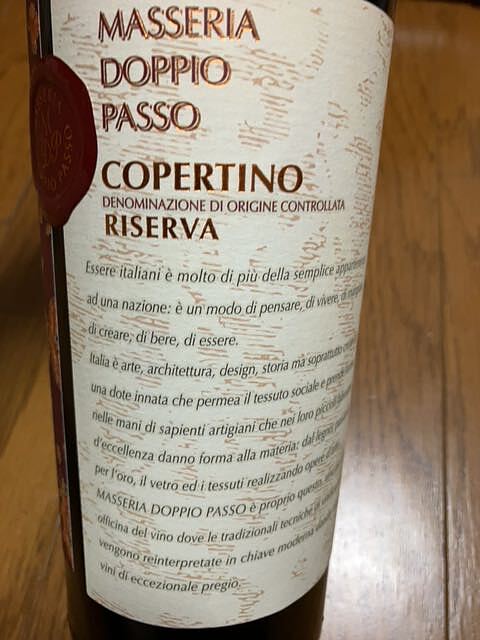 MASSERIA
DOPPIO
PASSO
COPERTINO
DENOMINAZIONE DI ORIGINE CONTROLLATA
RISERVA
Essere italiani è molto di più della semplice
ad una nazione: è un modo di pensare, di vivere, di
di creare, di bere, di essere.
Italia è arte, architettura, design, storia ma soprattutto
una dote innata che permea il tessuto sociale e
nelle mani di sapienti artigiani che nei loro piccoli
d'eccellenza danno forma alla materia: dal legno,
per l'oro, il vetro ed i tessuti realizzando opere
MASSERIA DOPPIO PASSO è proprio questo,
officina del vino dove le tradizionali tecniche di
vengono reinterpretate in chiave moderna
vini di eccezionale pregio.
PASSO